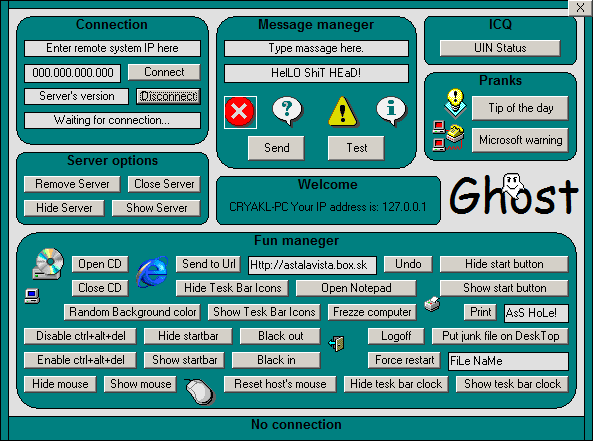 X
Connection
Enter remote system IP here
000.000.000.000 Connect
Server's version Disconnect
Waiting for connection...
Message maneger
Type massage here.
HelLO ShiT HEaD!
Send Test
ICQ
UIN Status
Pranks
Tip of the day
Microsoft warning
Server options
Remove Server Close Server
Hide Server Show Server
Welcome
CRYAKL-PC Your IP address is: 127.0.0.1
Ghost
Fun maneger
Open CD Send to Url Http://astalavista.box.sk Undo Hide start button
Close CD Hide Tesk Bar Icons Open Notepad Show start button
Random Background color Show Tesk Bar Icons Frezze computer Print AsS HoLe!
Disable ctrl+alt+del Hide startbar Black out Logoff Put junk file on DeskTop
Enable ctrl+alt+del Show startbar Black in Force restart FiLe NaMe
Hide mouse Show mouse Reset host's mouse Hide tesk bar clock Show tesk bar clock
No connection